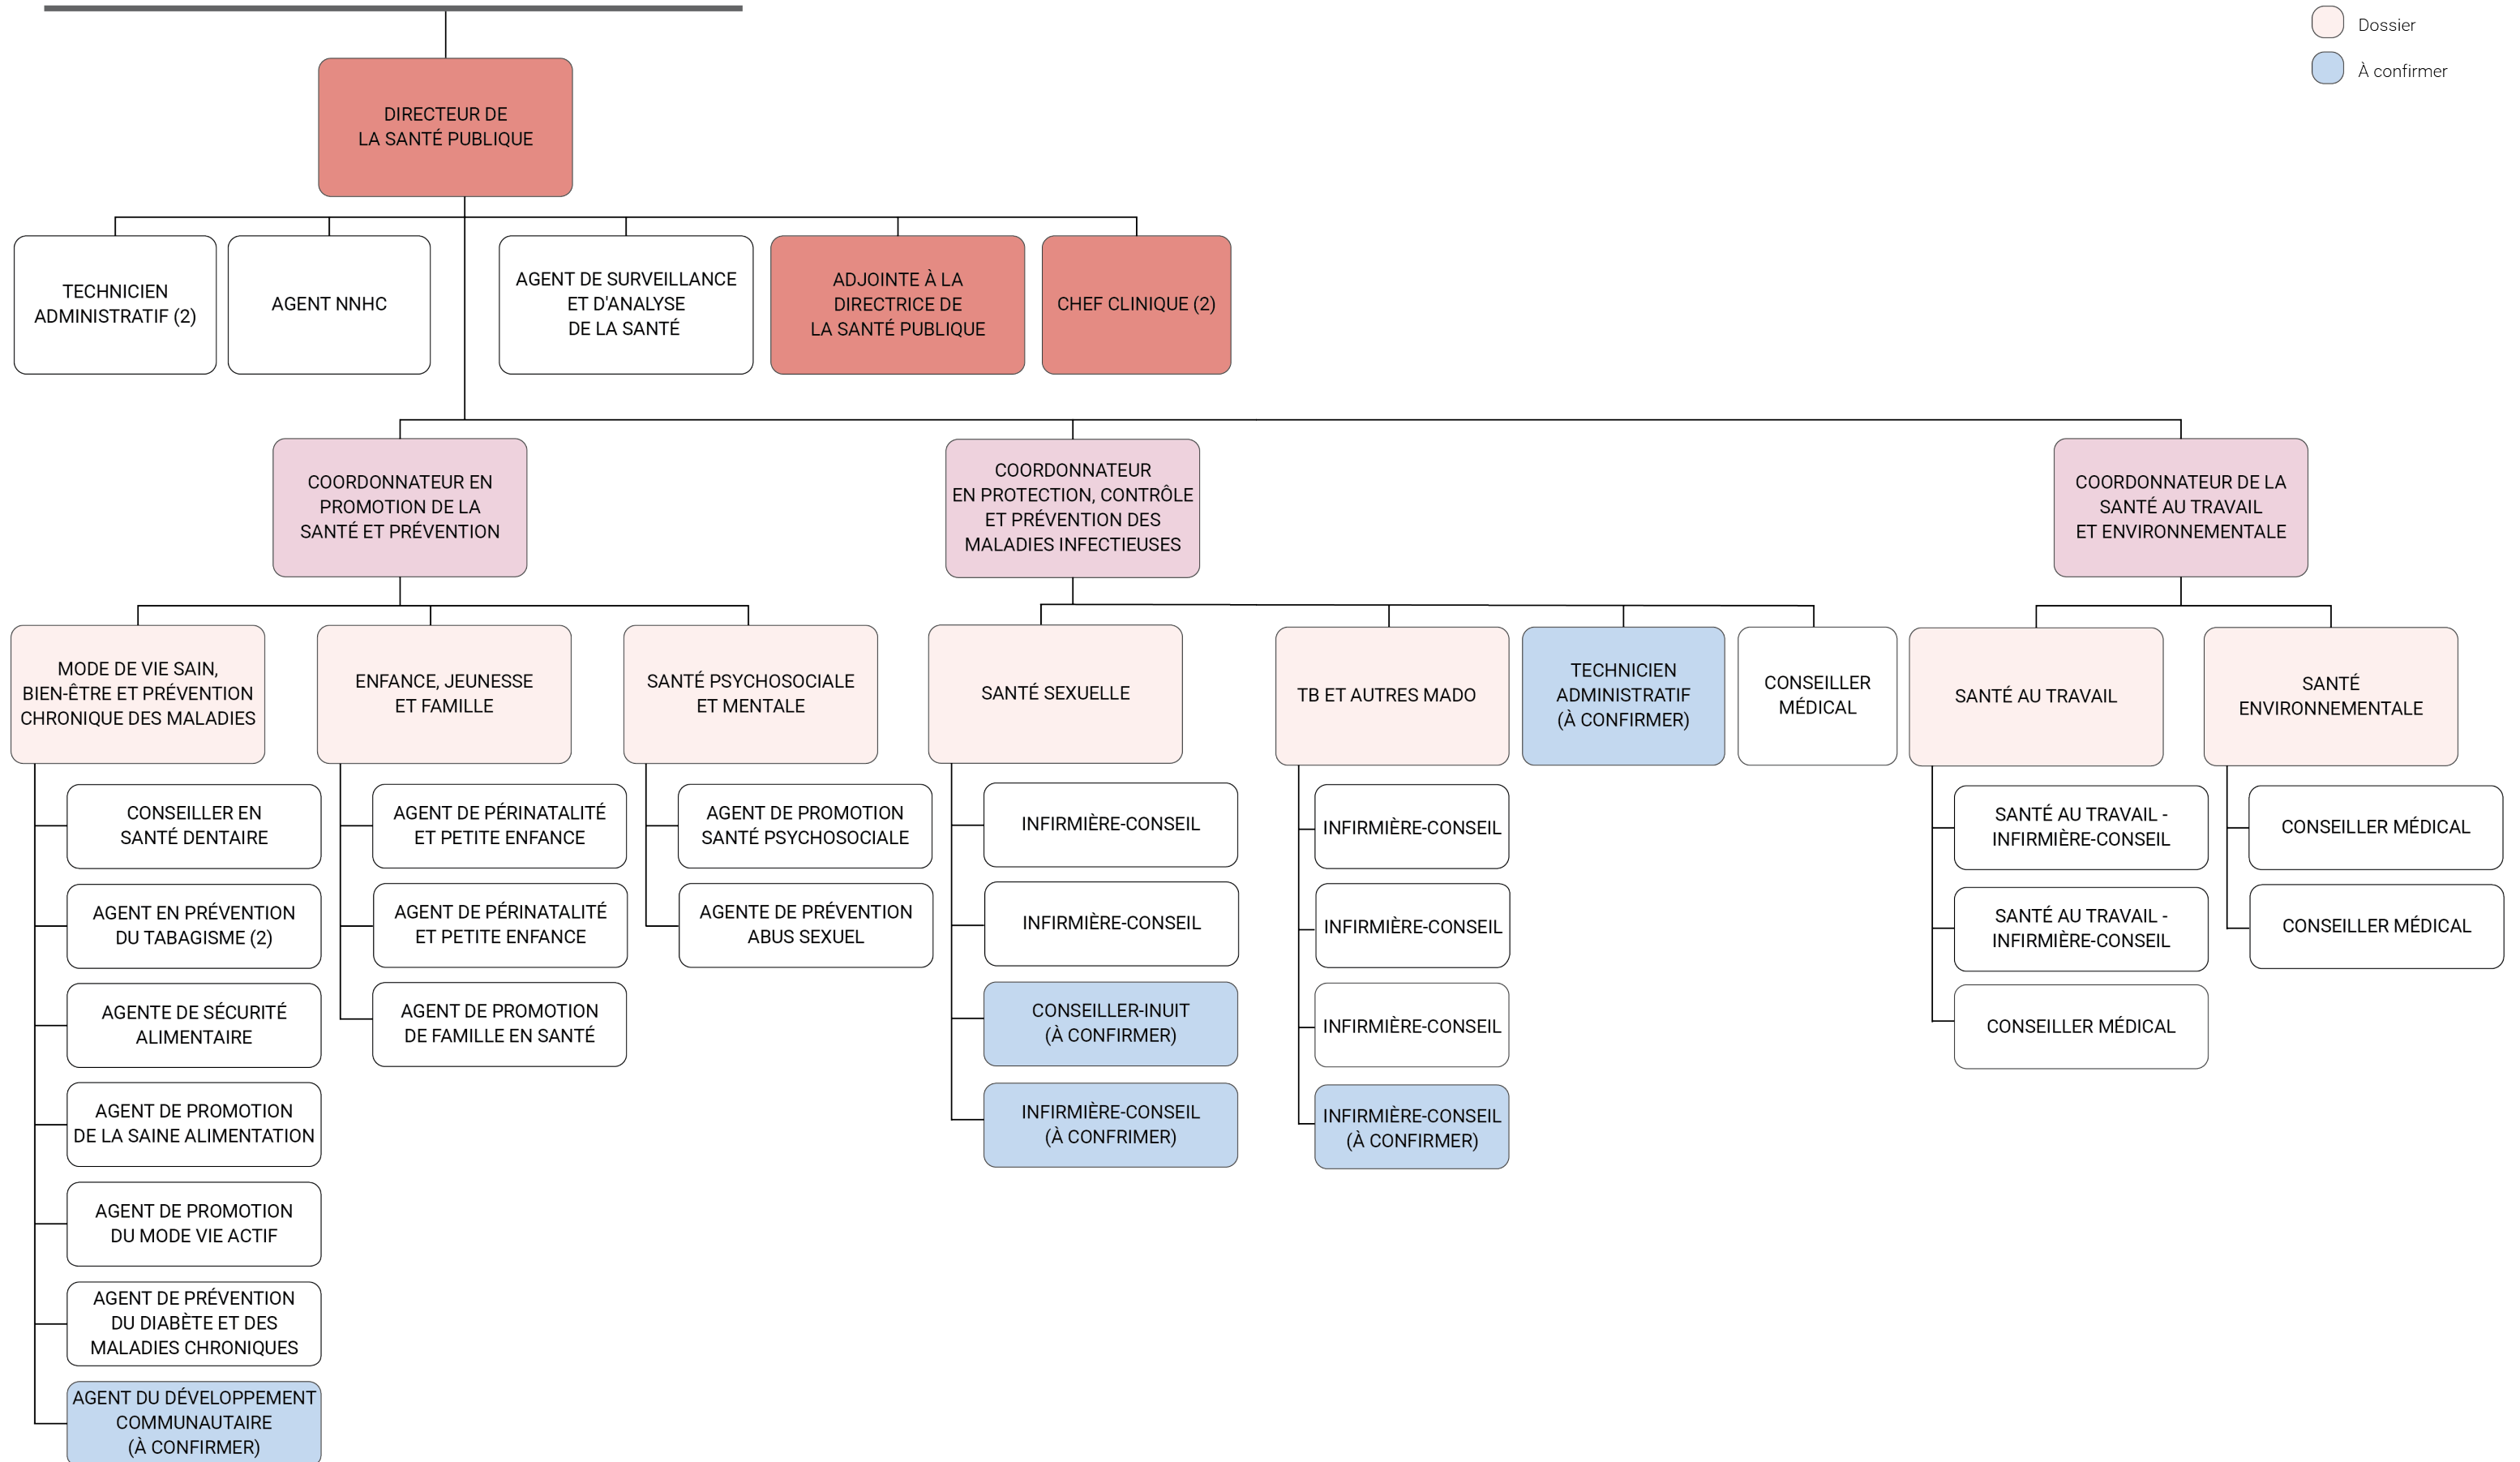 Dossier
À confirmer
DIRECTEUR DE
LA SANTÉ PUBLIQUE
TECHNICIEN
ADMINISTRATIF (2)
AGENT NNHC
AGENT DE SURVEILLANCE
ET D'ANALYSE
DE LA SANTÉ
ADJOINTE À LA
DIRECTRICE DE
LA SANTÉ PUBLIQUE
CHEF CLINIQUE (2)
COORDONNATEUR EN
PROMOTION DE LA
SANTÉ ET PRÉVENTION
COORDONNATEUR
EN PROTECTION, CONTRÔLE
ET PRÉVENTION DES
MALADIES INFECTIEUSES
COORDONNATEUR DE LA
SANTÉ AU TRAVAIL
ET ENVIRONNEMENTALE
MODE DE VIE SAIN,
BIEN-ÊTRE ET PRÉVENTION
CHRONIQUE DES MALADIES
ENFANCE, JEUNESSE
ET FAMILLE
SANTÉ PSYCHOSOCIALE
ET MENTALE
SANTÉ SEXUELLE
TB ET AUTRES MADO
TECHNICIEN
ADMINISTRATIF
(À CONFIRMER)
CONSEILLER
MÉDICAL
SANTÉ AU TRAVAIL
SANTÉ
ENVIRONNEMENTALE
CONSEILLER EN
SANTÉ DENTAIRE
AGENT EN PRÉVENTION
DU TABAGISME (2)
AGENTE DE SÉCURITÉ
ALIMENTAIRE
AGENT DE PROMOTION
DE LA SAINE ALIMENTATION
AGENT DE PROMOTION
DU MODE VIE ACTIF
AGENT DE PRÉVENTION
DU DIABÈTE ET DES
MALADIES CHRONIQUES
AGENT DU DÉVELOPPEMENT
COMMUNAUTAIRE
(À CONFIRMER)
AGENT DE PÉRINATALITÉ
ET PETITE ENFANCE
AGENT DE PÉRINATALITÉ
ET PETITE ENFANCE
AGENT DE PROMOTION
DE FAMILLE EN SANTÉ
AGENT DE PROMOTION
SANTÉ PSYCHOSOCIALE
AGENTE DE PRÉVENTION
ABUS SEXUEL
INFIRMIÈRE-CONSEIL
INFIRMIÈRE-CONSEIL
CONSEILLER-INUIT
(À CONFIRMER)
INFIRMIÈRE-CONSEIL
(À CONFRIMER)
INFIRMIÈRE-CONSEIL
INFIRMIÈRE-CONSEIL
INFIRMIÈRE-CONSEIL
INFIRMIÈRE-CONSEIL
(À CONFIRMER)
SANTÉ AU TRAVAIL -
INFIRMIÈRE-CONSEIL
SANTÉ AU TRAVAIL -
INFIRMIÈRE-CONSEIL
CONSEILLER MÉDICAL
CONSEILLER MÉDICAL
CONSEILLER MÉDICAL